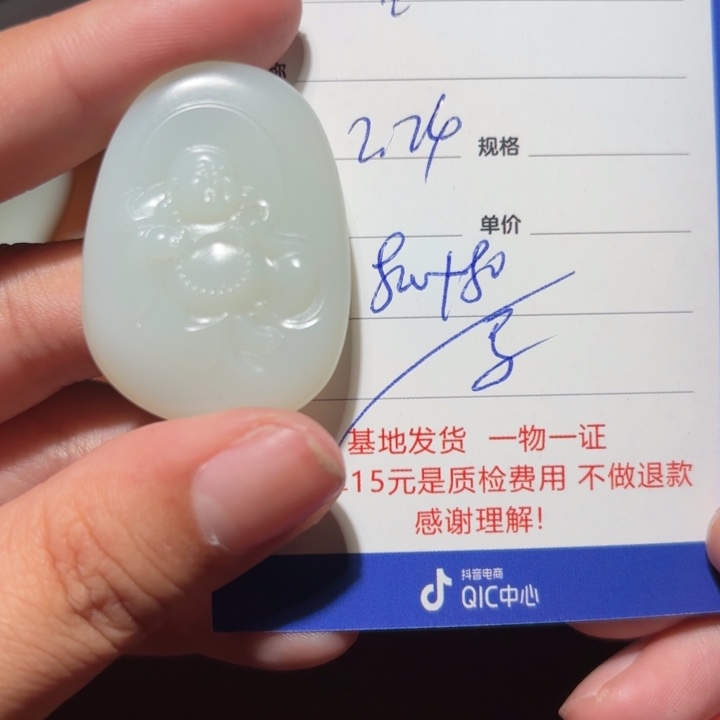 称
2.24 规格
单价
基地发货 一物一证
15元是质检费用 不做退款
感谢理解!
抖音电商
QIC中心